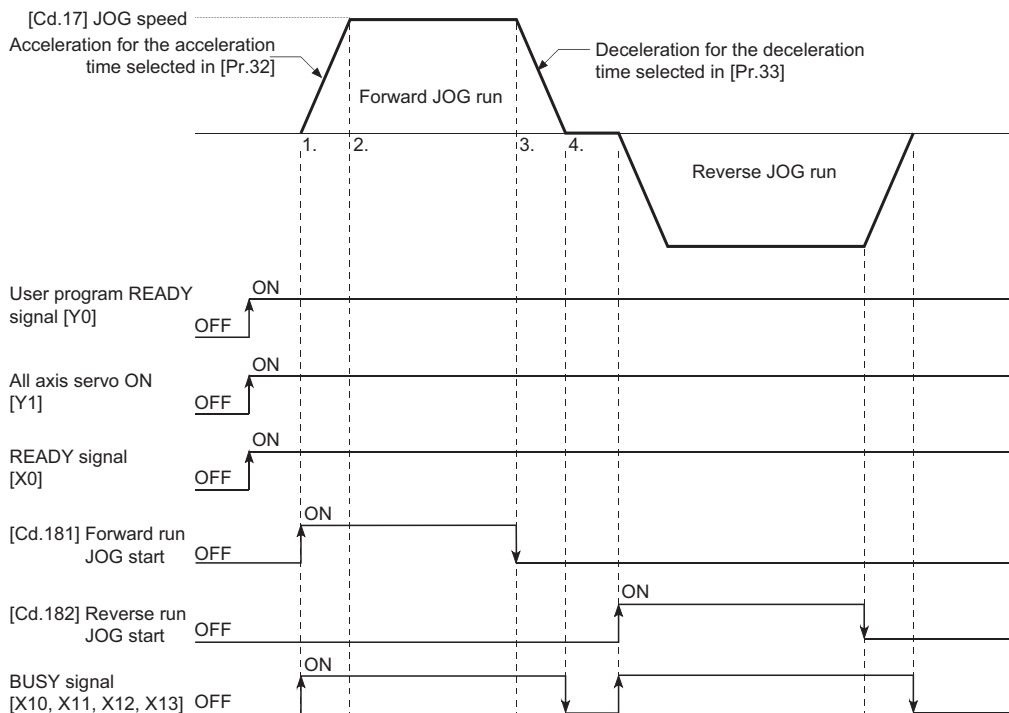 [Cd.17] JOG speed
Acceleration for the acceleration
time selected in [Pr.32]
Deceleration for the deceleration
time selected in [Pr.33]
Forward JOG run
1.
2.
3.
4.
Reverse JOG run
User program READY
signal [Y0]
ON
OFF
All axis servo ON
[Y1]
ON
OFF
READY signal
[X0]
ON
OFF
[Cd.181] Forward run
JOG start
ON
OFF
[Cd.182] Reverse run
JOG start
ON
OFF
BUSY signal
[X10, X11, X12, X13]
ON
OFF